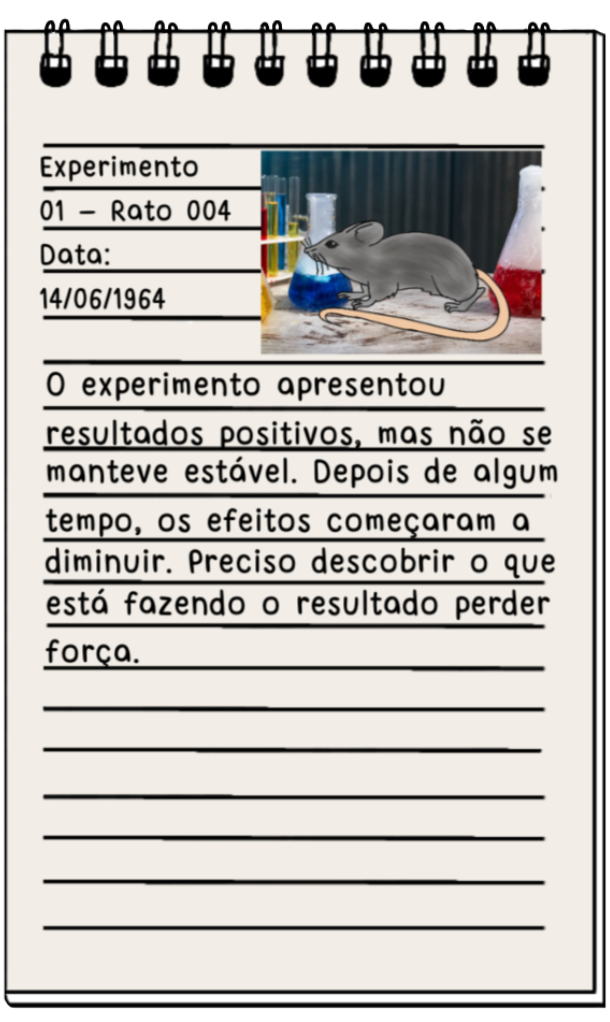 Experimento
01 – Rato 004
Data:
14/06/1964
O experimento apresentou
resultados positivos, mas não se
manteve estável. Depois de algum
tempo, os efeitos começaram a
diminuir. Preciso descobrir o que
está fazendo o resultado perder
força.